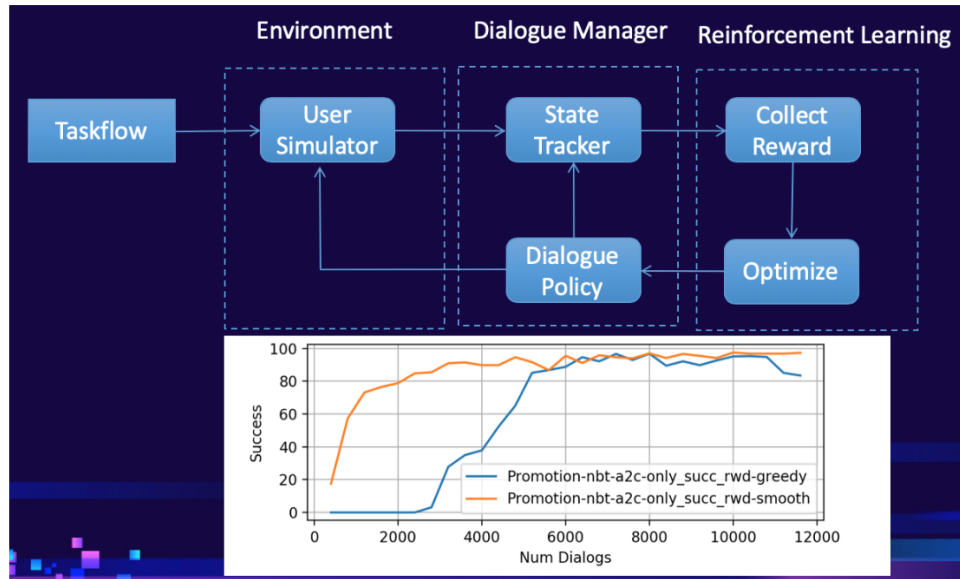 Environment
Dialogue Manager
Reinforcement Learning
Taskflow
User
Simulator
State
Tracker
Collect
Reward
Dialogue
Policy
Optimize
100
80
60
40
20
0
Success
Promotion-nbt-a2c-only_succ_rwd-greedy
Promotion-nbt-a2c-only_succ_rwd-smooth
0
2000
4000
6000
8000
10000
12000
Num Dialogs